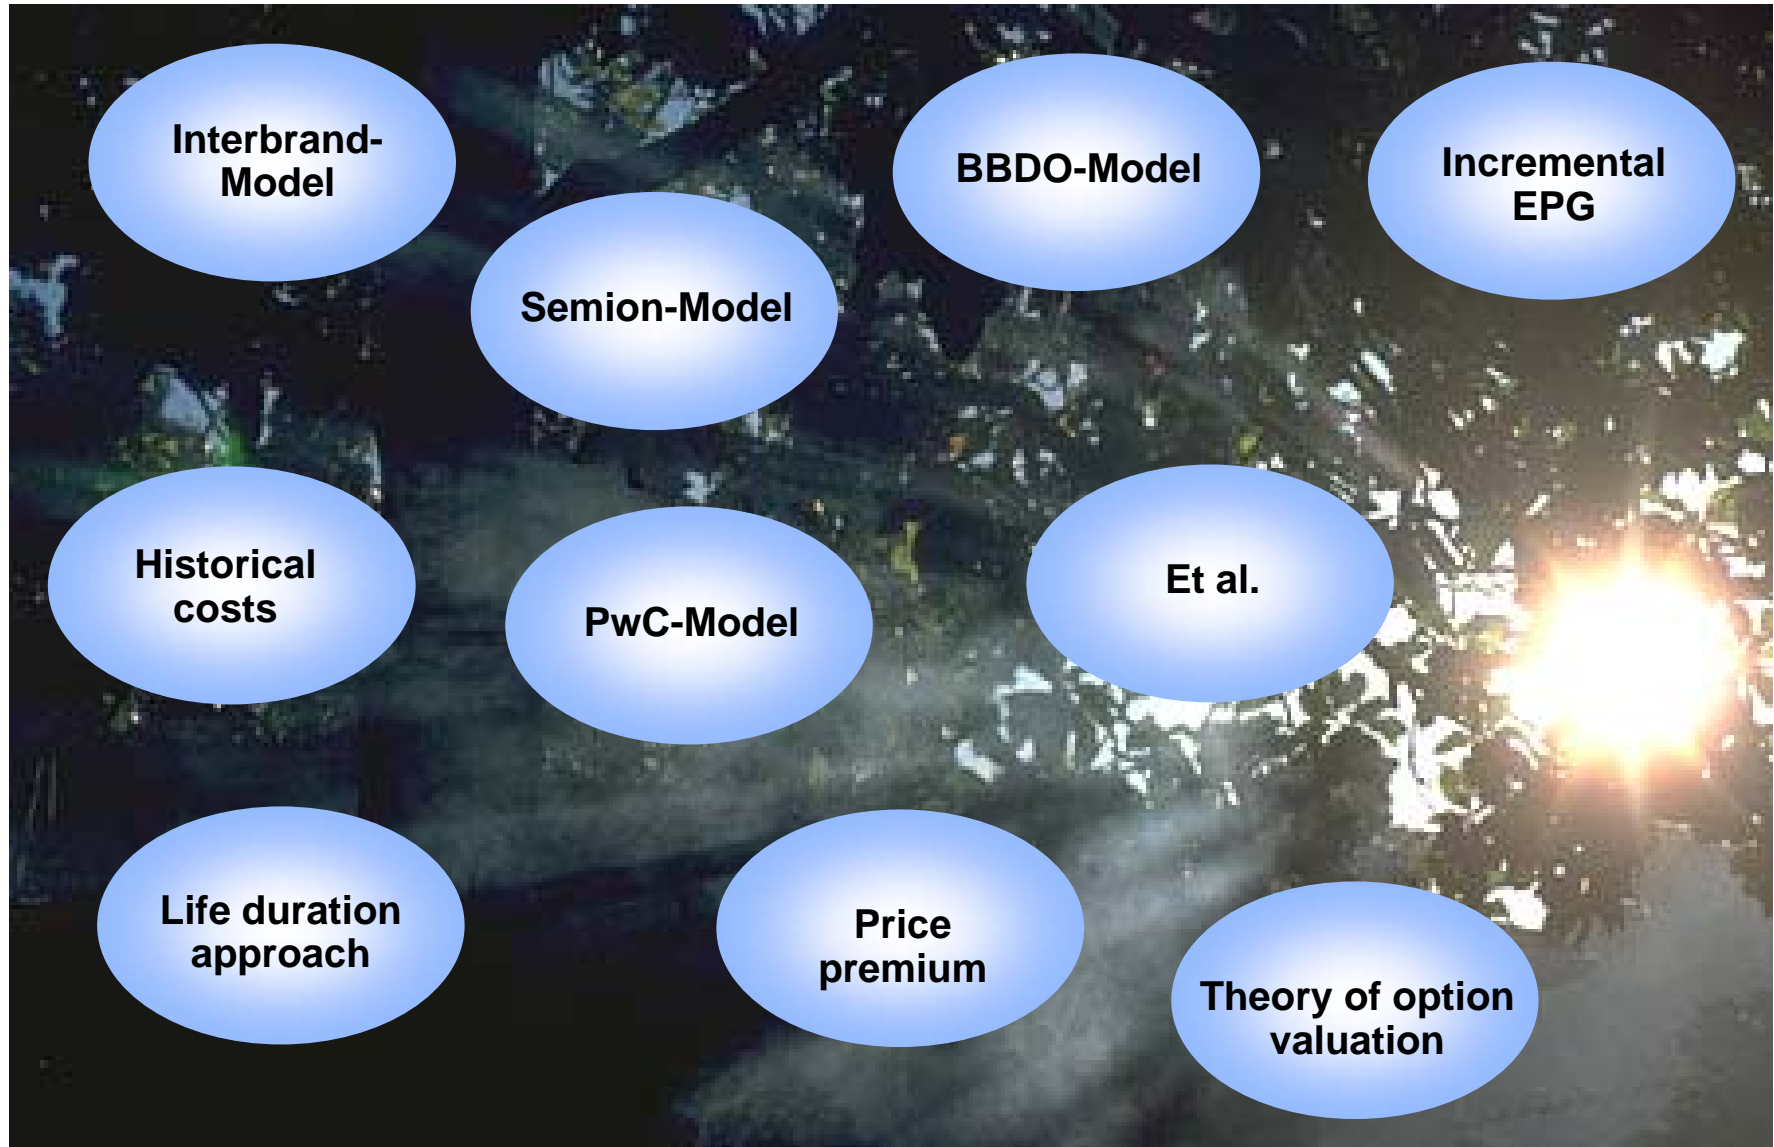 Interbrand-
Model
BBDO-Model
Incremental
EPG
Semion-Model
Historical
costs
PwC-Model
Et al.
Life duration
approach
Price
premium
Theory of option
valuation